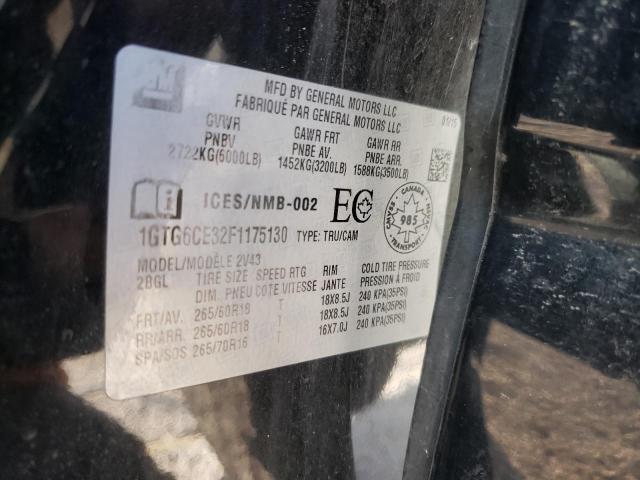 MFD BY GENERAL MOTORS LLC
FABRIQUÉ PAR GENERAL MOTORS LLC
GVWR GAWR FRT GAWR RR
PNBV PNBE AV. PNBE ARR.
2722KG(6000LB) 1452KG(3200LB) 1588KG(3500LB)
ICES/NMB-002 EC
CANADA
CMVSS 985 NSVAC
1GTG6CE32F1175130 TYPE: TRU/CAM
MODEL/MODÈLE 2V43
2BGL TIRE SIZE SPEED RTG RIM COLD TIRE PRESSURE
DIM. PNEU COTE VITESSE JANTE PRESSION À FROID
FRT/AV. 265/60R18 T 18X8.5J 240 KPA(35PSI)
RR/ARR. 265/60R18 T 18X8.5J 240 KPA(35PSI)
SPA/SOS 265/70R16 T 16X7.0J 240 KPA(35PSI)